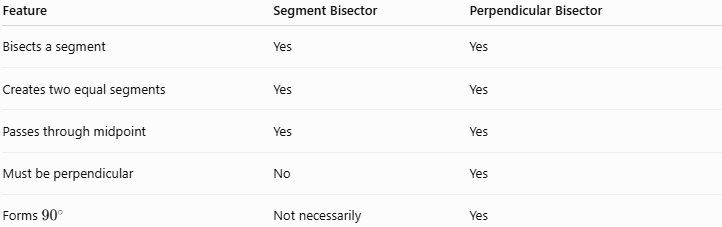 Feature Segment Bisector Perpendicular Bisector
Bisects a segment Yes Yes
Creates two equal segments Yes Yes
Passes through midpoint Yes Yes
Must be perpendicular No Yes
Forms 90° Not necessarily Yes